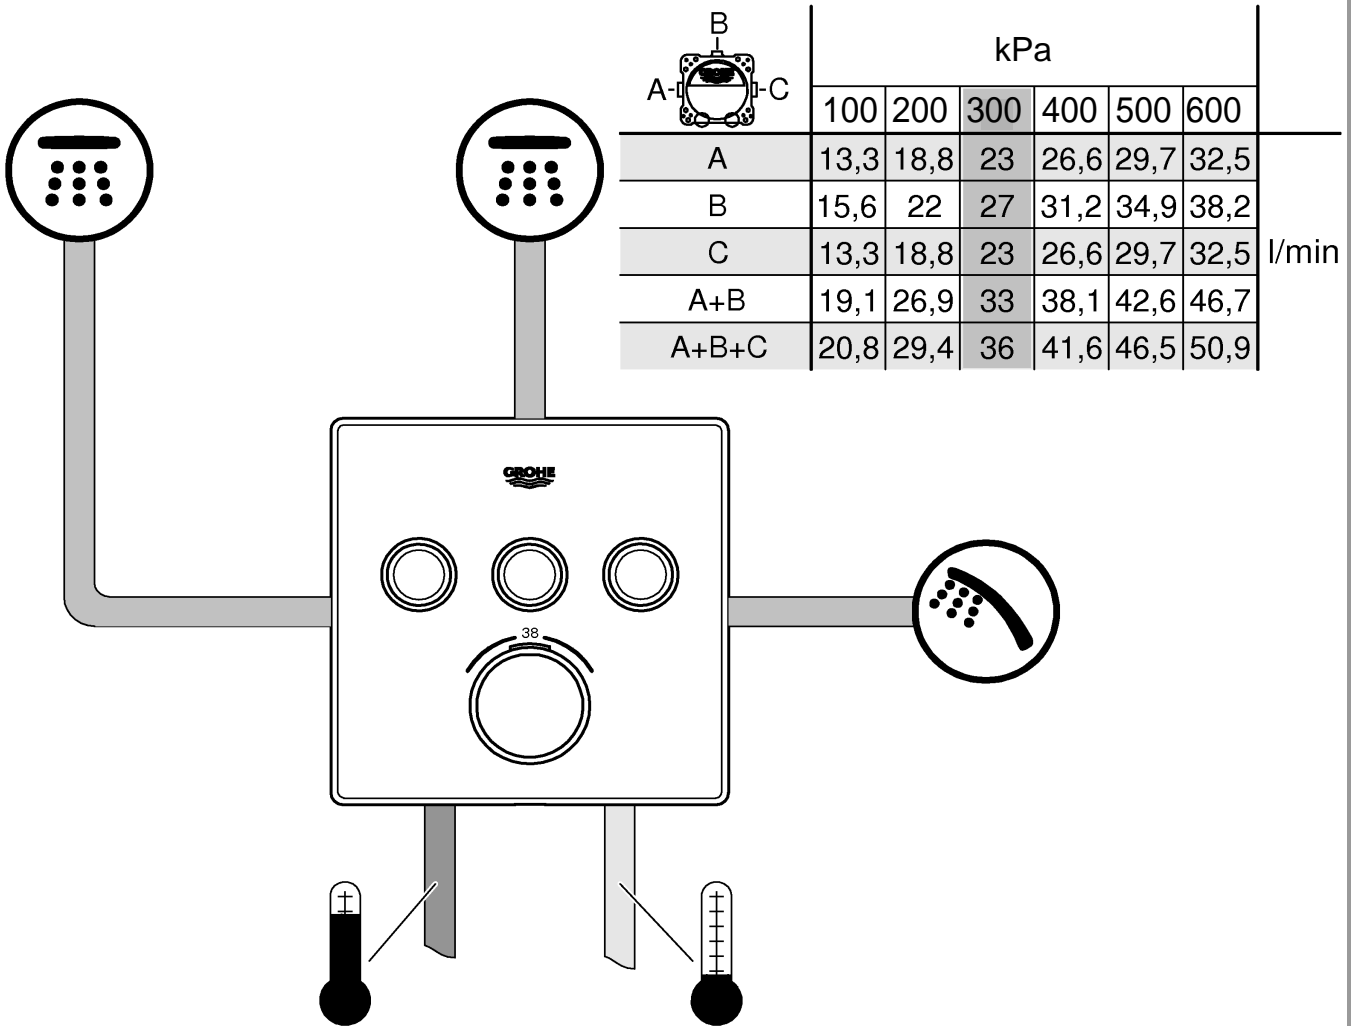 B
A C
GROHE
kPa
100 200 300 400 500 600
A 13,3 18,8 23 26,6 29,7 32,5
B 15,6 22 27 31,2 34,9 38,2
C 13,3 18,8 23 26,6 29,7 32,5
l/min
A+B 19,1 26,9 33 38,1 42,6 46,7
A+B+C 20,8 29,4 36 41,6 46,5 50,9
GROHE
38